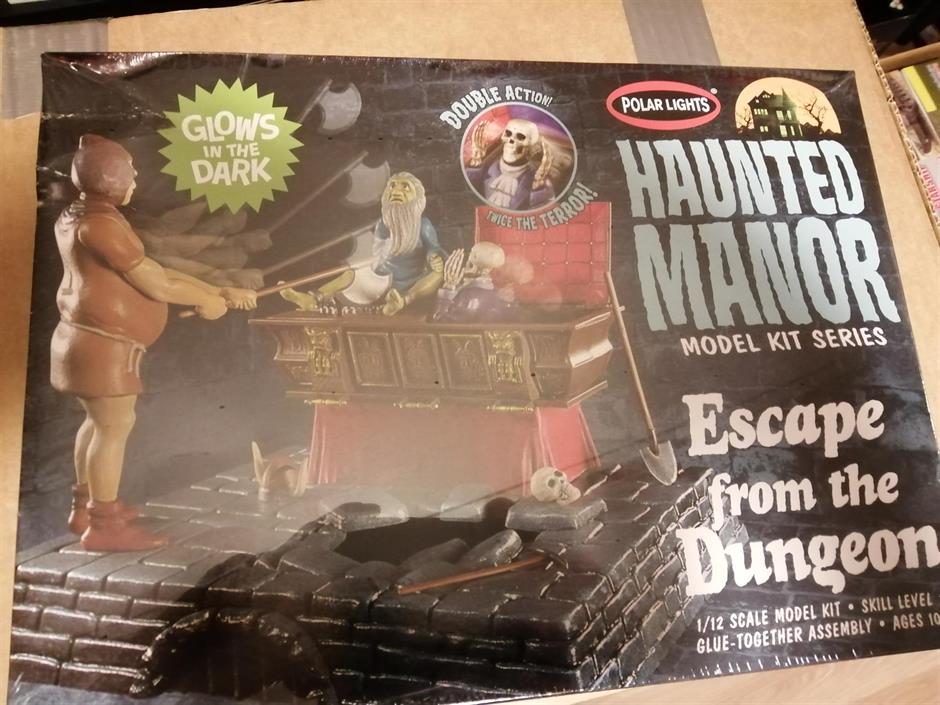 GLOWS
IN THE
DARK
DOUBLE ACTION!
TWICE THE TERROR!
POLAR LIGHTS®
HAUNTED
MANOR
MODEL KIT SERIES
Escape
from the
Dungeon
1/12 SCALE MODEL KIT • SKILL LEVEL
GLUE-TOGETHER ASSEMBLY • AGES 10